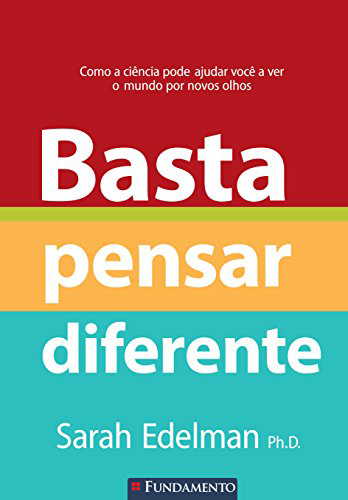 Como a ciência pode ajudar você a ver
o mundo por novos olhos
Basta
pensar
diferente
Sarah Edelman Ph.D.
FUNDAMENTO